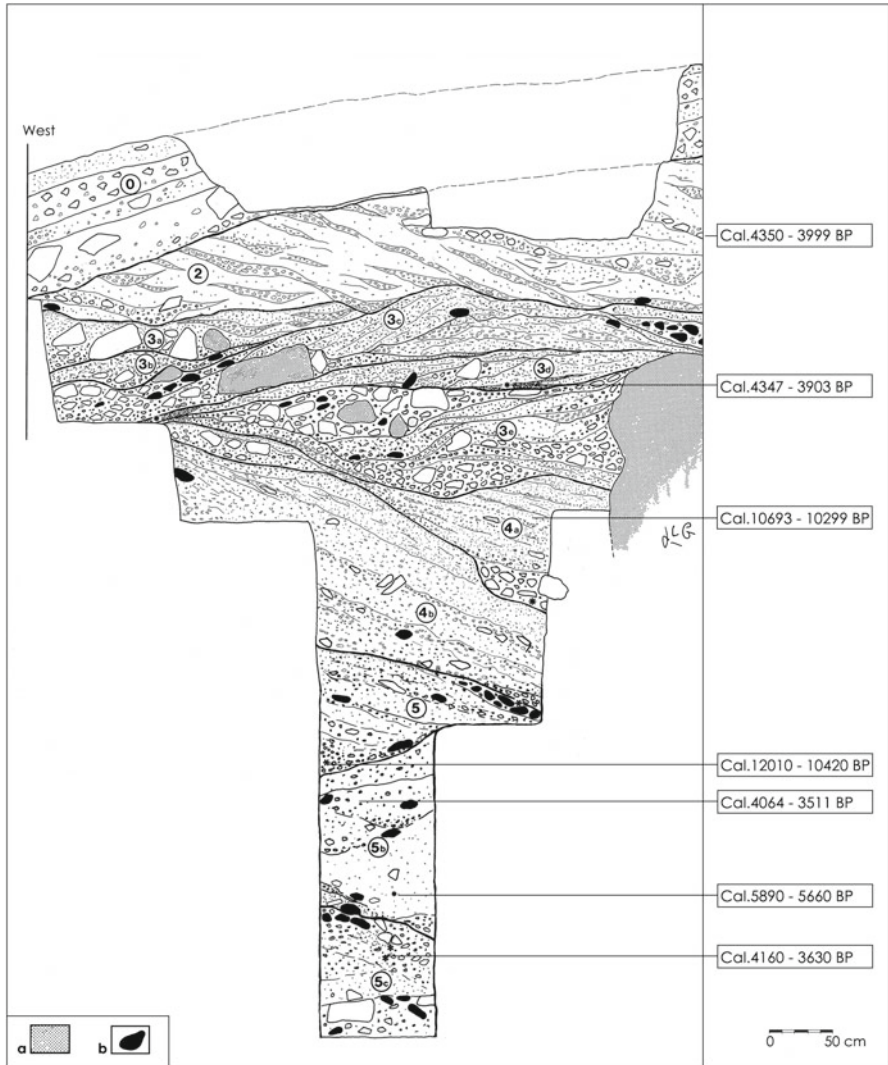 West
0
Cal.4350 - 3999 BP
2
3c
3a
3b
3d
Cal.4347 - 3903 BP
3e
Cal.10693 - 10299 BP
4a
4b
5
Cal.12010 - 10420 BP
Cal.4064 - 3511 BP
5b
Cal.5890 - 5660 BP
Cal.4160 - 3630 BP
5c
a b
0 50 cm